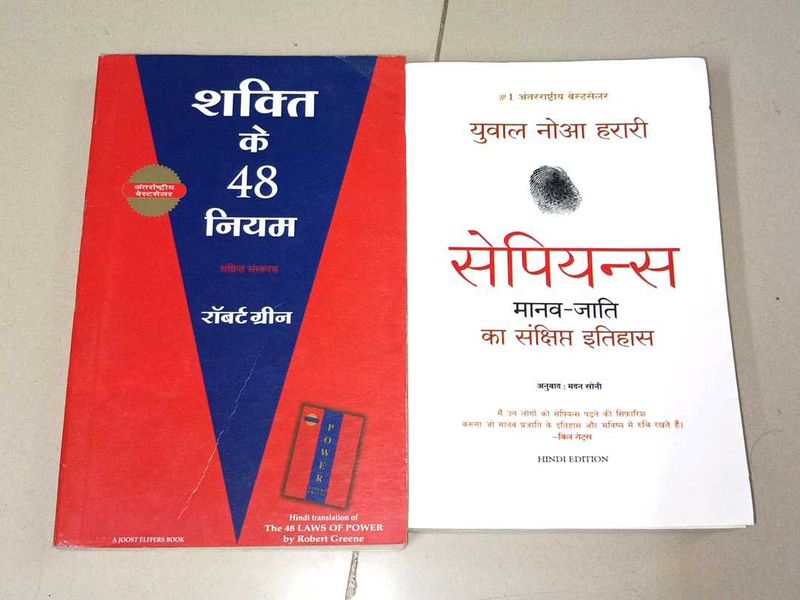 शक्ति
के
48
नियम
अंतर्राष्ट्रीय
बेस्टसेलर
संक्षिप्त संस्करण
रॉबर्ट ग्रीन
POWER
Hindi translation of
The 48 LAWS OF POWER
by Robert Greene
A JOOST ELFFERS BOOK
#1 अंतरराष्ट्रीय बेस्टसेलर
युवाल नोआ हरारी
सेपियन्स
मानव-जाति
का संक्षिप्त इतिहास
अनुवाद : मदन सोनी
मैं उन लोगों को सेपियन्स पढ़ने की सिफ़ारिश
करूंगा जो मानव प्रजाति के इतिहास और भविष्य में रुचि रखते हैं।
-बिल गेट्स
HINDI EDITION